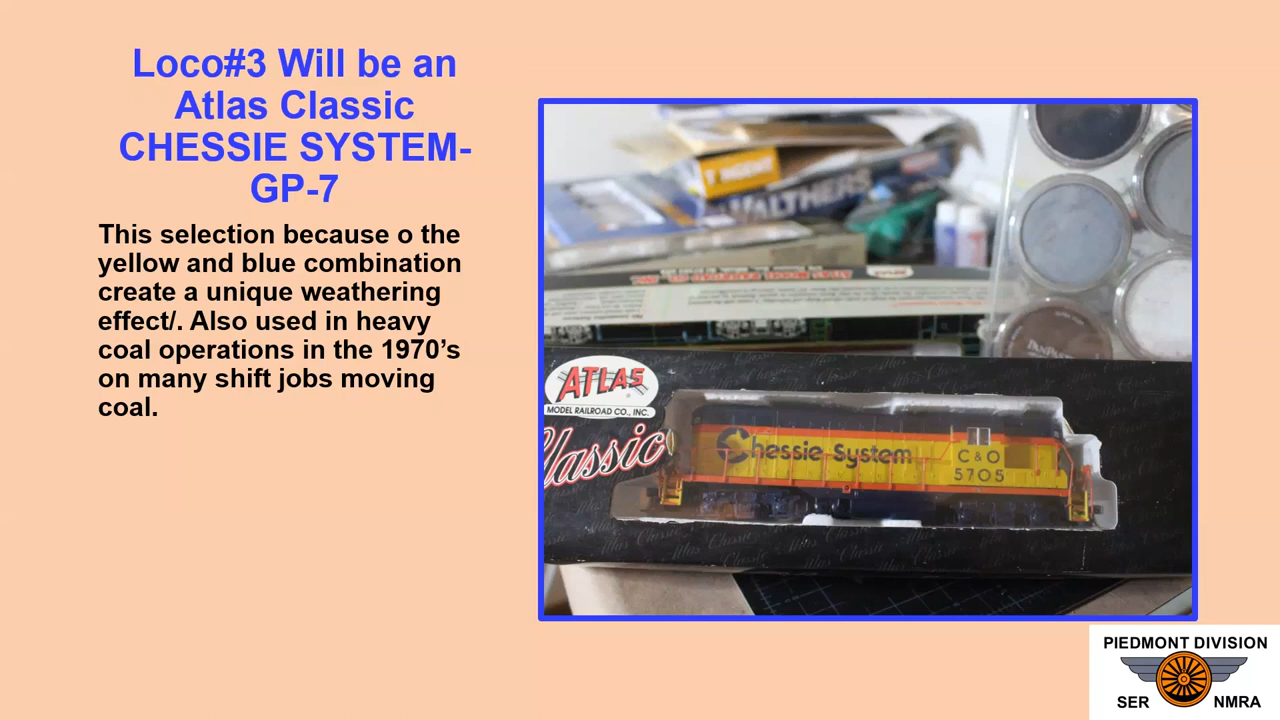 Loco#3 Will be an
Atlas Classic
CHESSIE SYSTEM-
GP-7
This selection because o the
yellow and blue combination
create a unique weathering
effect/. Also used in heavy
coal operations in the 1970’s
on many shift jobs moving
coal.
WALTHERS
ATLAS
MODEL RAILROAD CO., INC.
Classic
Chessie System
C & O
5705
PIEDMONT DIVISION
SER NMRA